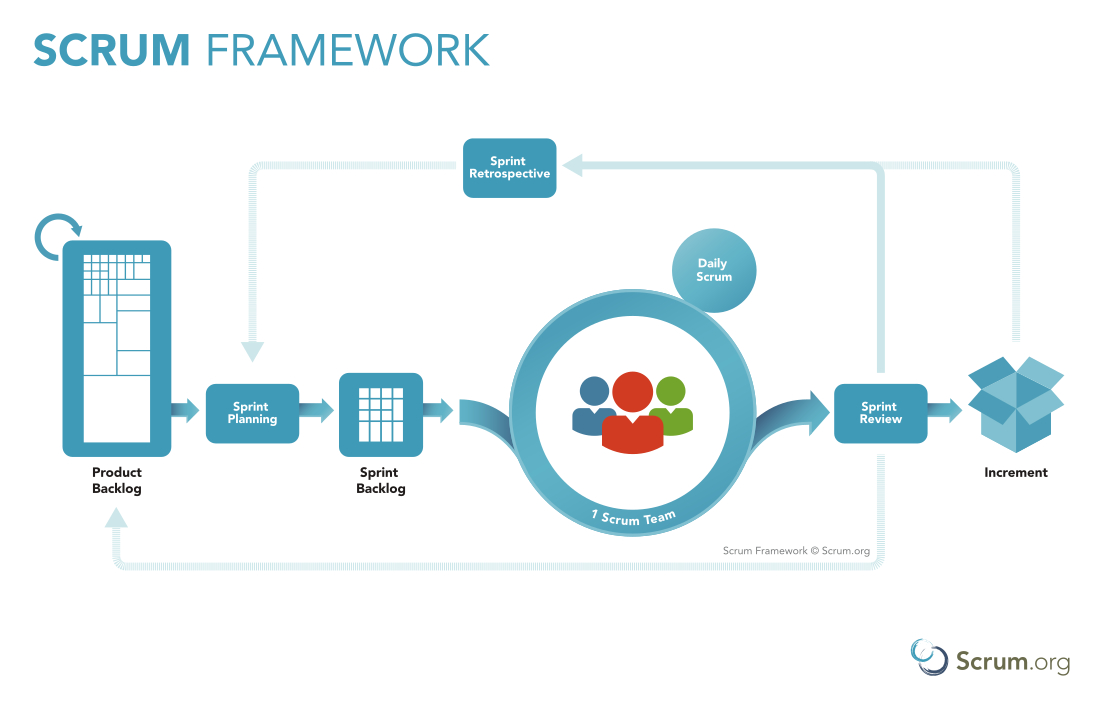 SCRUM FRAMEWORK
Sprint
Retrospective
Daily
Scrum
Sprint
Planning
Sprint
Review
Product
Backlog
Sprint
Backlog
Increment
1 Scrum Team
Scrum Framework © Scrum.org
Scrum.org